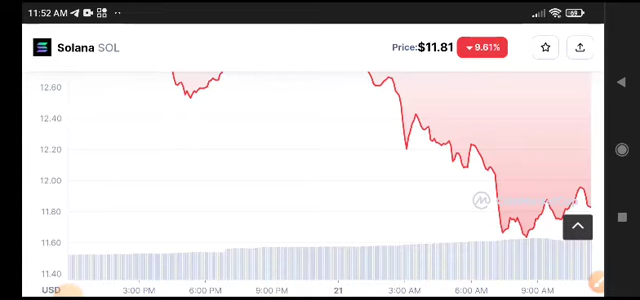 11:52 AM
69
Solana SOL
Price: $11.81 9.61%
12.60
12.40
12.20
12.00
11.80
11.60
11.40
USD 3:00 PM 6:00 PM 9:00 PM 21 3:00 AM 6:00 AM 9:00 AM